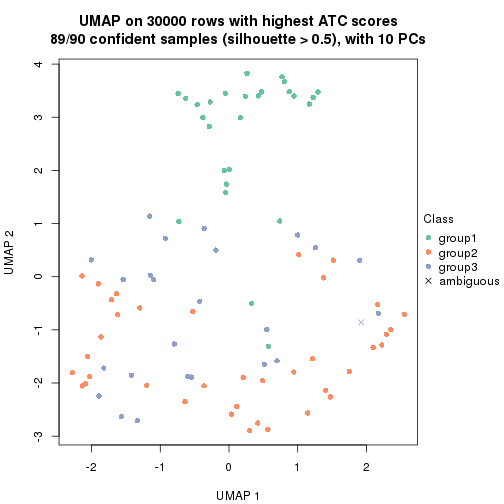 UMAP on 30000 rows with highest ATC scores
89/90 confident samples (silhouette > 0.5), with 10 PCs
4
3
2
1
0
-1
-2
-3
UMAP 2
-2
-1
0
1
2
UMAP 1
Class
group1
group2
group3
ambiguous